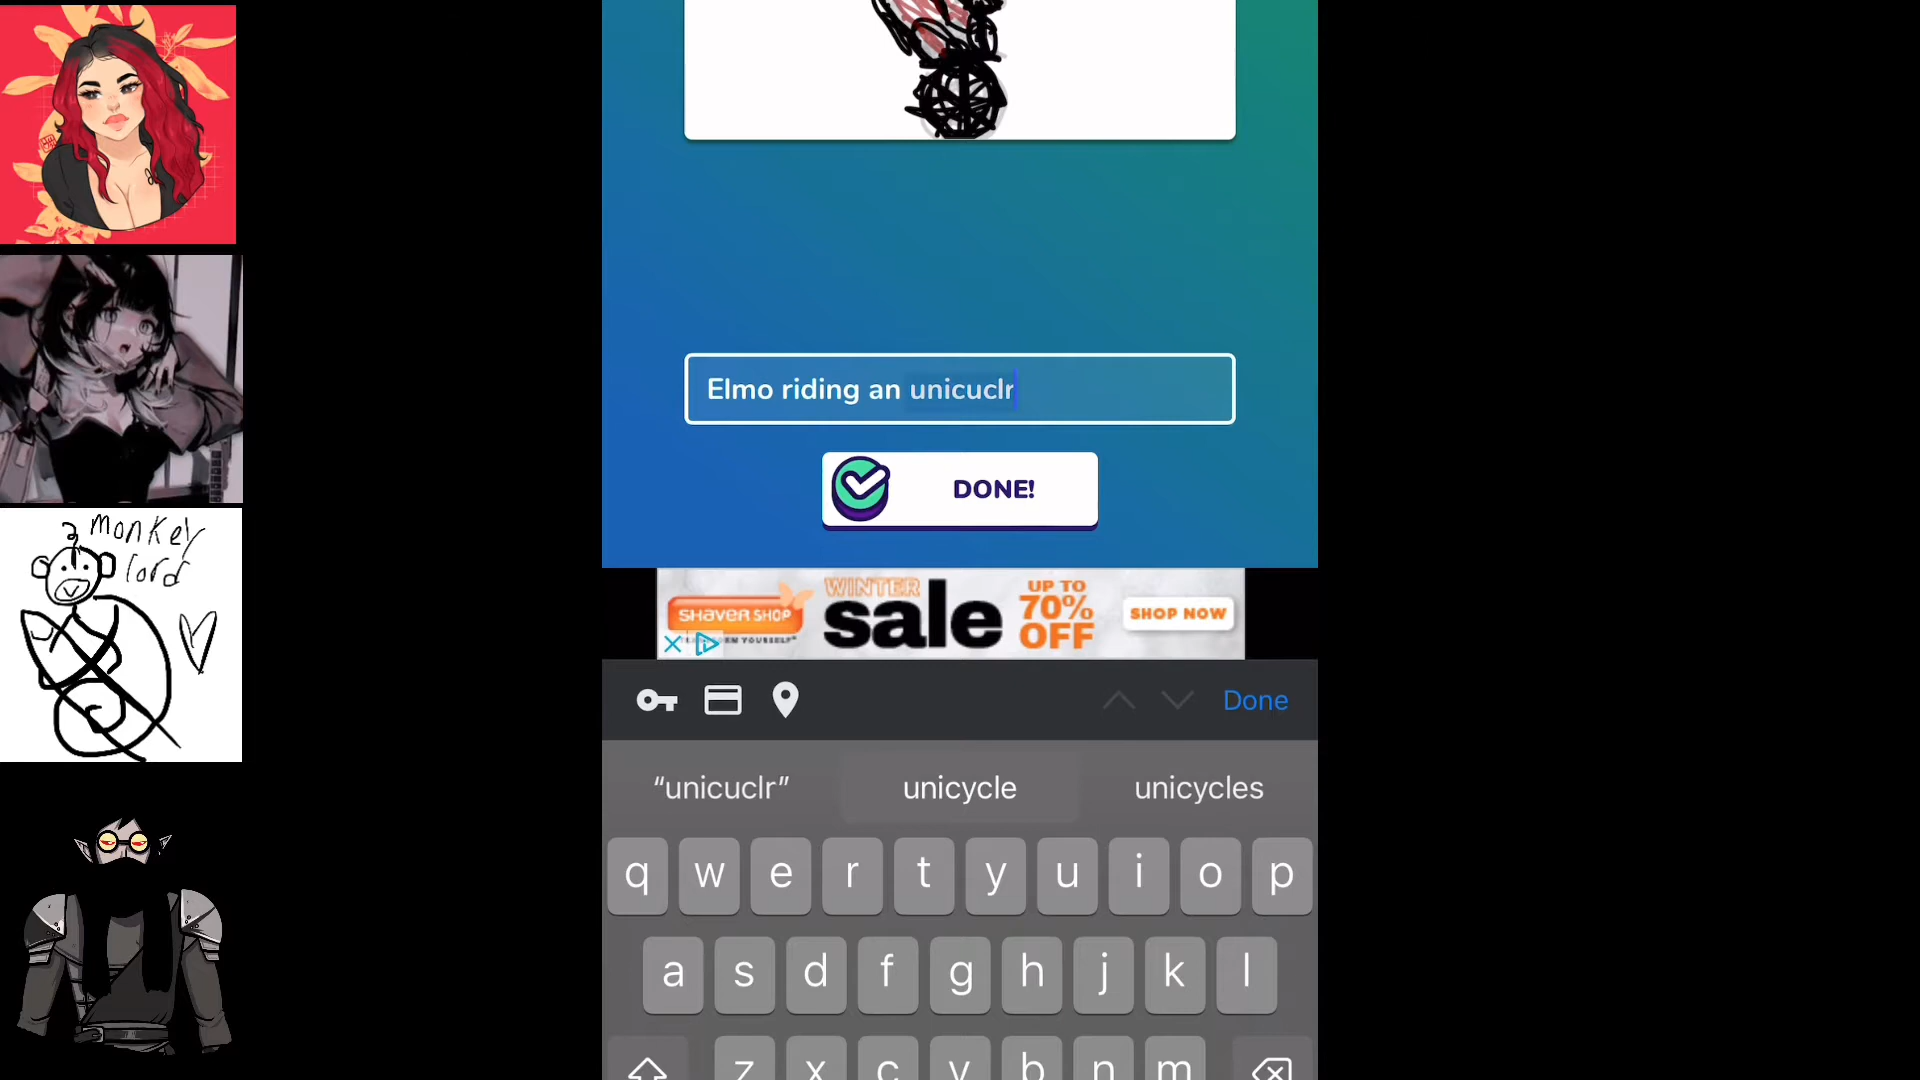 monkey
lord
Elmo riding an unicuclr
DONE!
SHAVER SHOP
WINTER
sale
UP TO
70%
OFF
SHOP NOW
Done
“unicuclr” unicycle unicycles
q w e r t y u i o p
a s d f g h j k l
z x c v b n m